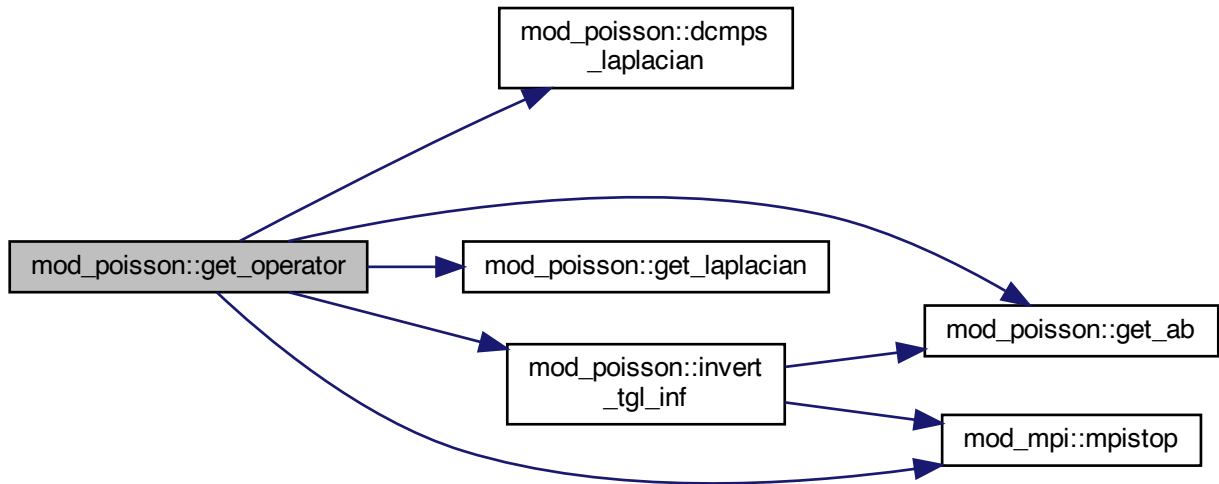 mod_poisson::dcmps
_laplacian
mod_poisson::get_operator
mod_poisson::get_laplacian
mod_poisson::get_ab
mod_poisson::invert
_tgl_inf
mod_mpi::mpistop